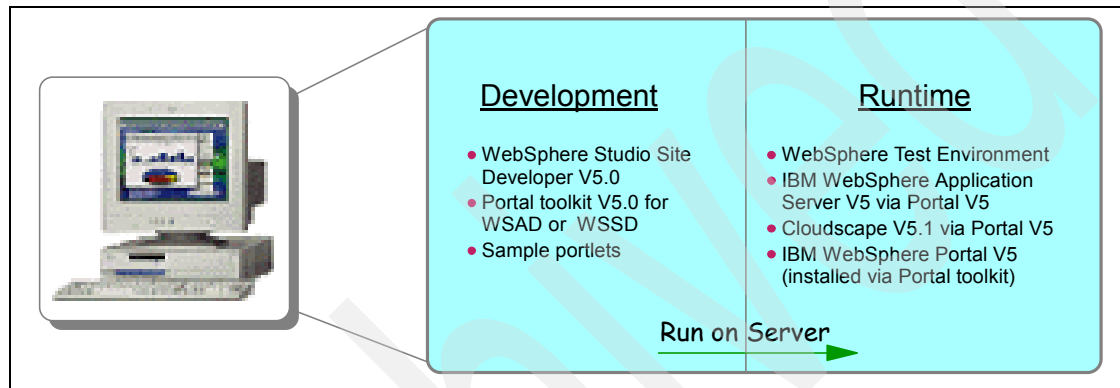 Development
• WebSphere Studio Site
Developer V5.0
• Portal toolkit V5.0 for
WSAD or WSSD
• Sample portlets
Runtime
• WebSphere Test Environment
• IBM WebSphere Application
Server V5 via Portal V5
• Cloudscape V5.1 via Portal V5
• IBM WebSphere Portal V5
(installed via Portal toolkit)
Run on Server